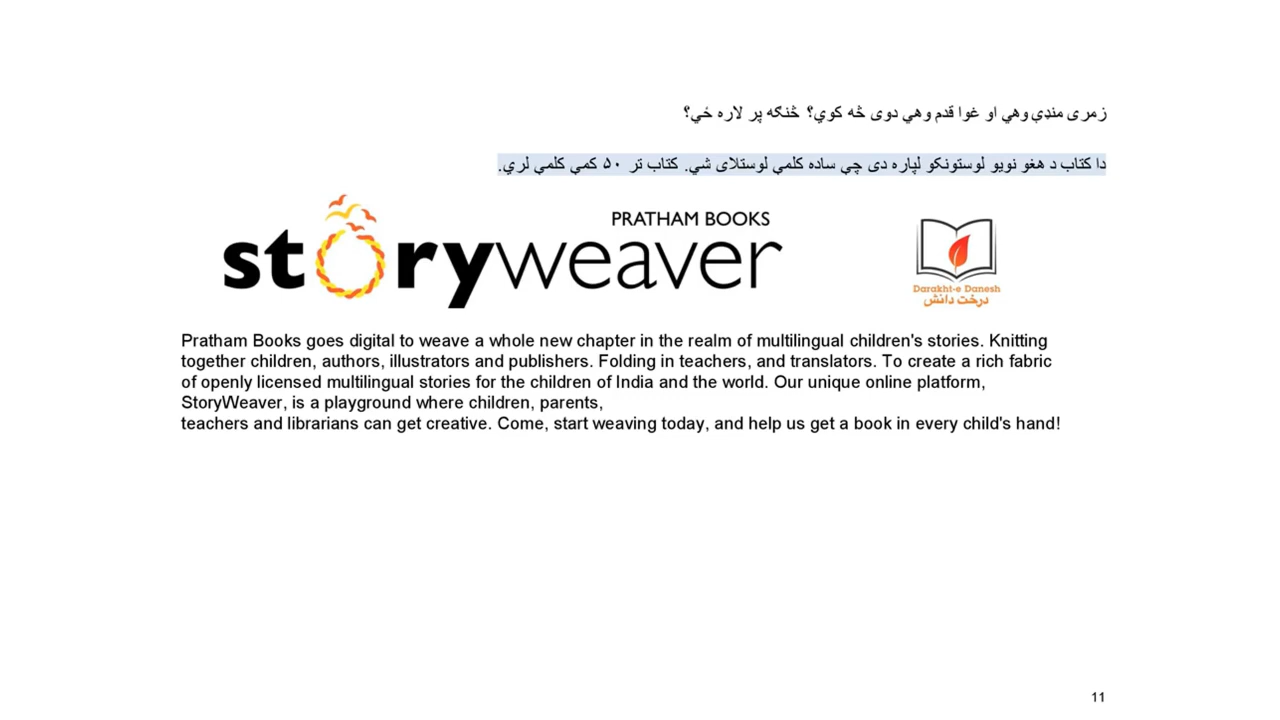 زمری منډې وهي او غوا قدم وهي دوی څه کوي؟ څنګه پر لاره ځي؟
دا کتاب د هغو نویو لوستونکو لپاره دی چې ساده کلمې لوستلای شي. کتاب تر ۵۰ کمې کلمې لري.
PRATHAM BOOKS
storyweaver
Darakht-e Danesh
درخت دانش
Pratham Books goes digital to weave a whole new chapter in the realm of multilingual children's stories. Knitting
together children, authors, illustrators and publishers. Folding in teachers, and translators. To create a rich fabric
of openly licensed multilingual stories for the children of India and the world. Our unique online platform,
StoryWeaver, is a playground where children, parents,
teachers and librarians can get creative. Come, start weaving today, and help us get a book in every child's hand!
11